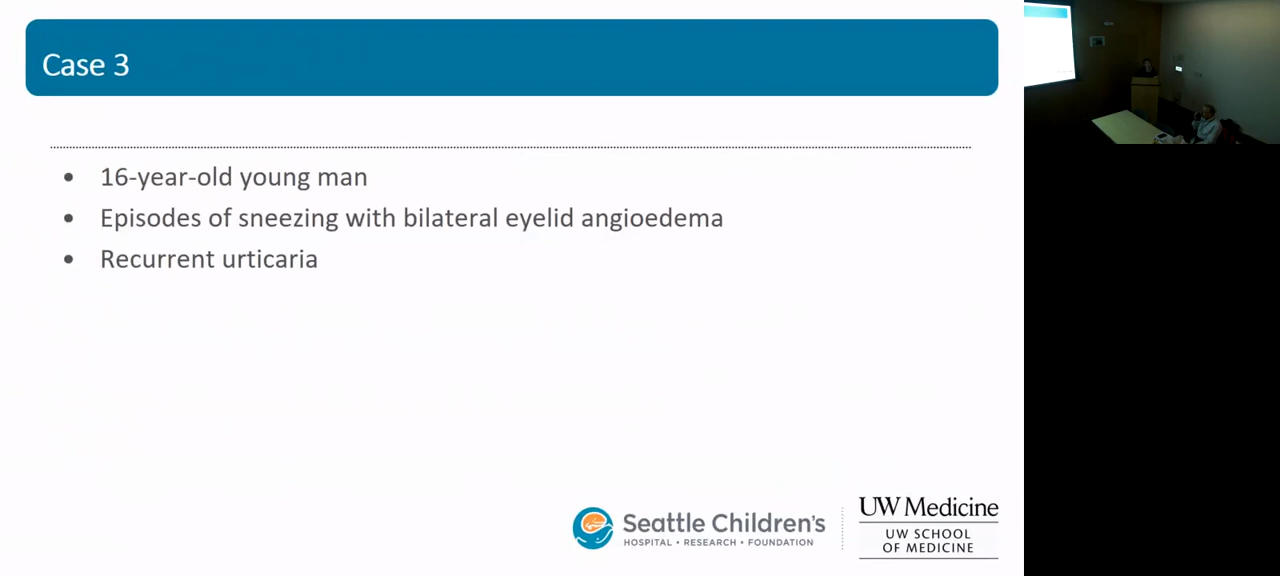 Case 3
• 16-year-old young man
• Episodes of sneezing with bilateral eyelid angioedema
• Recurrent urticaria
Seattle Children's
HOSPITAL • RESEARCH • FOUNDATION
UW Medicine
UW SCHOOL
OF MEDICINE